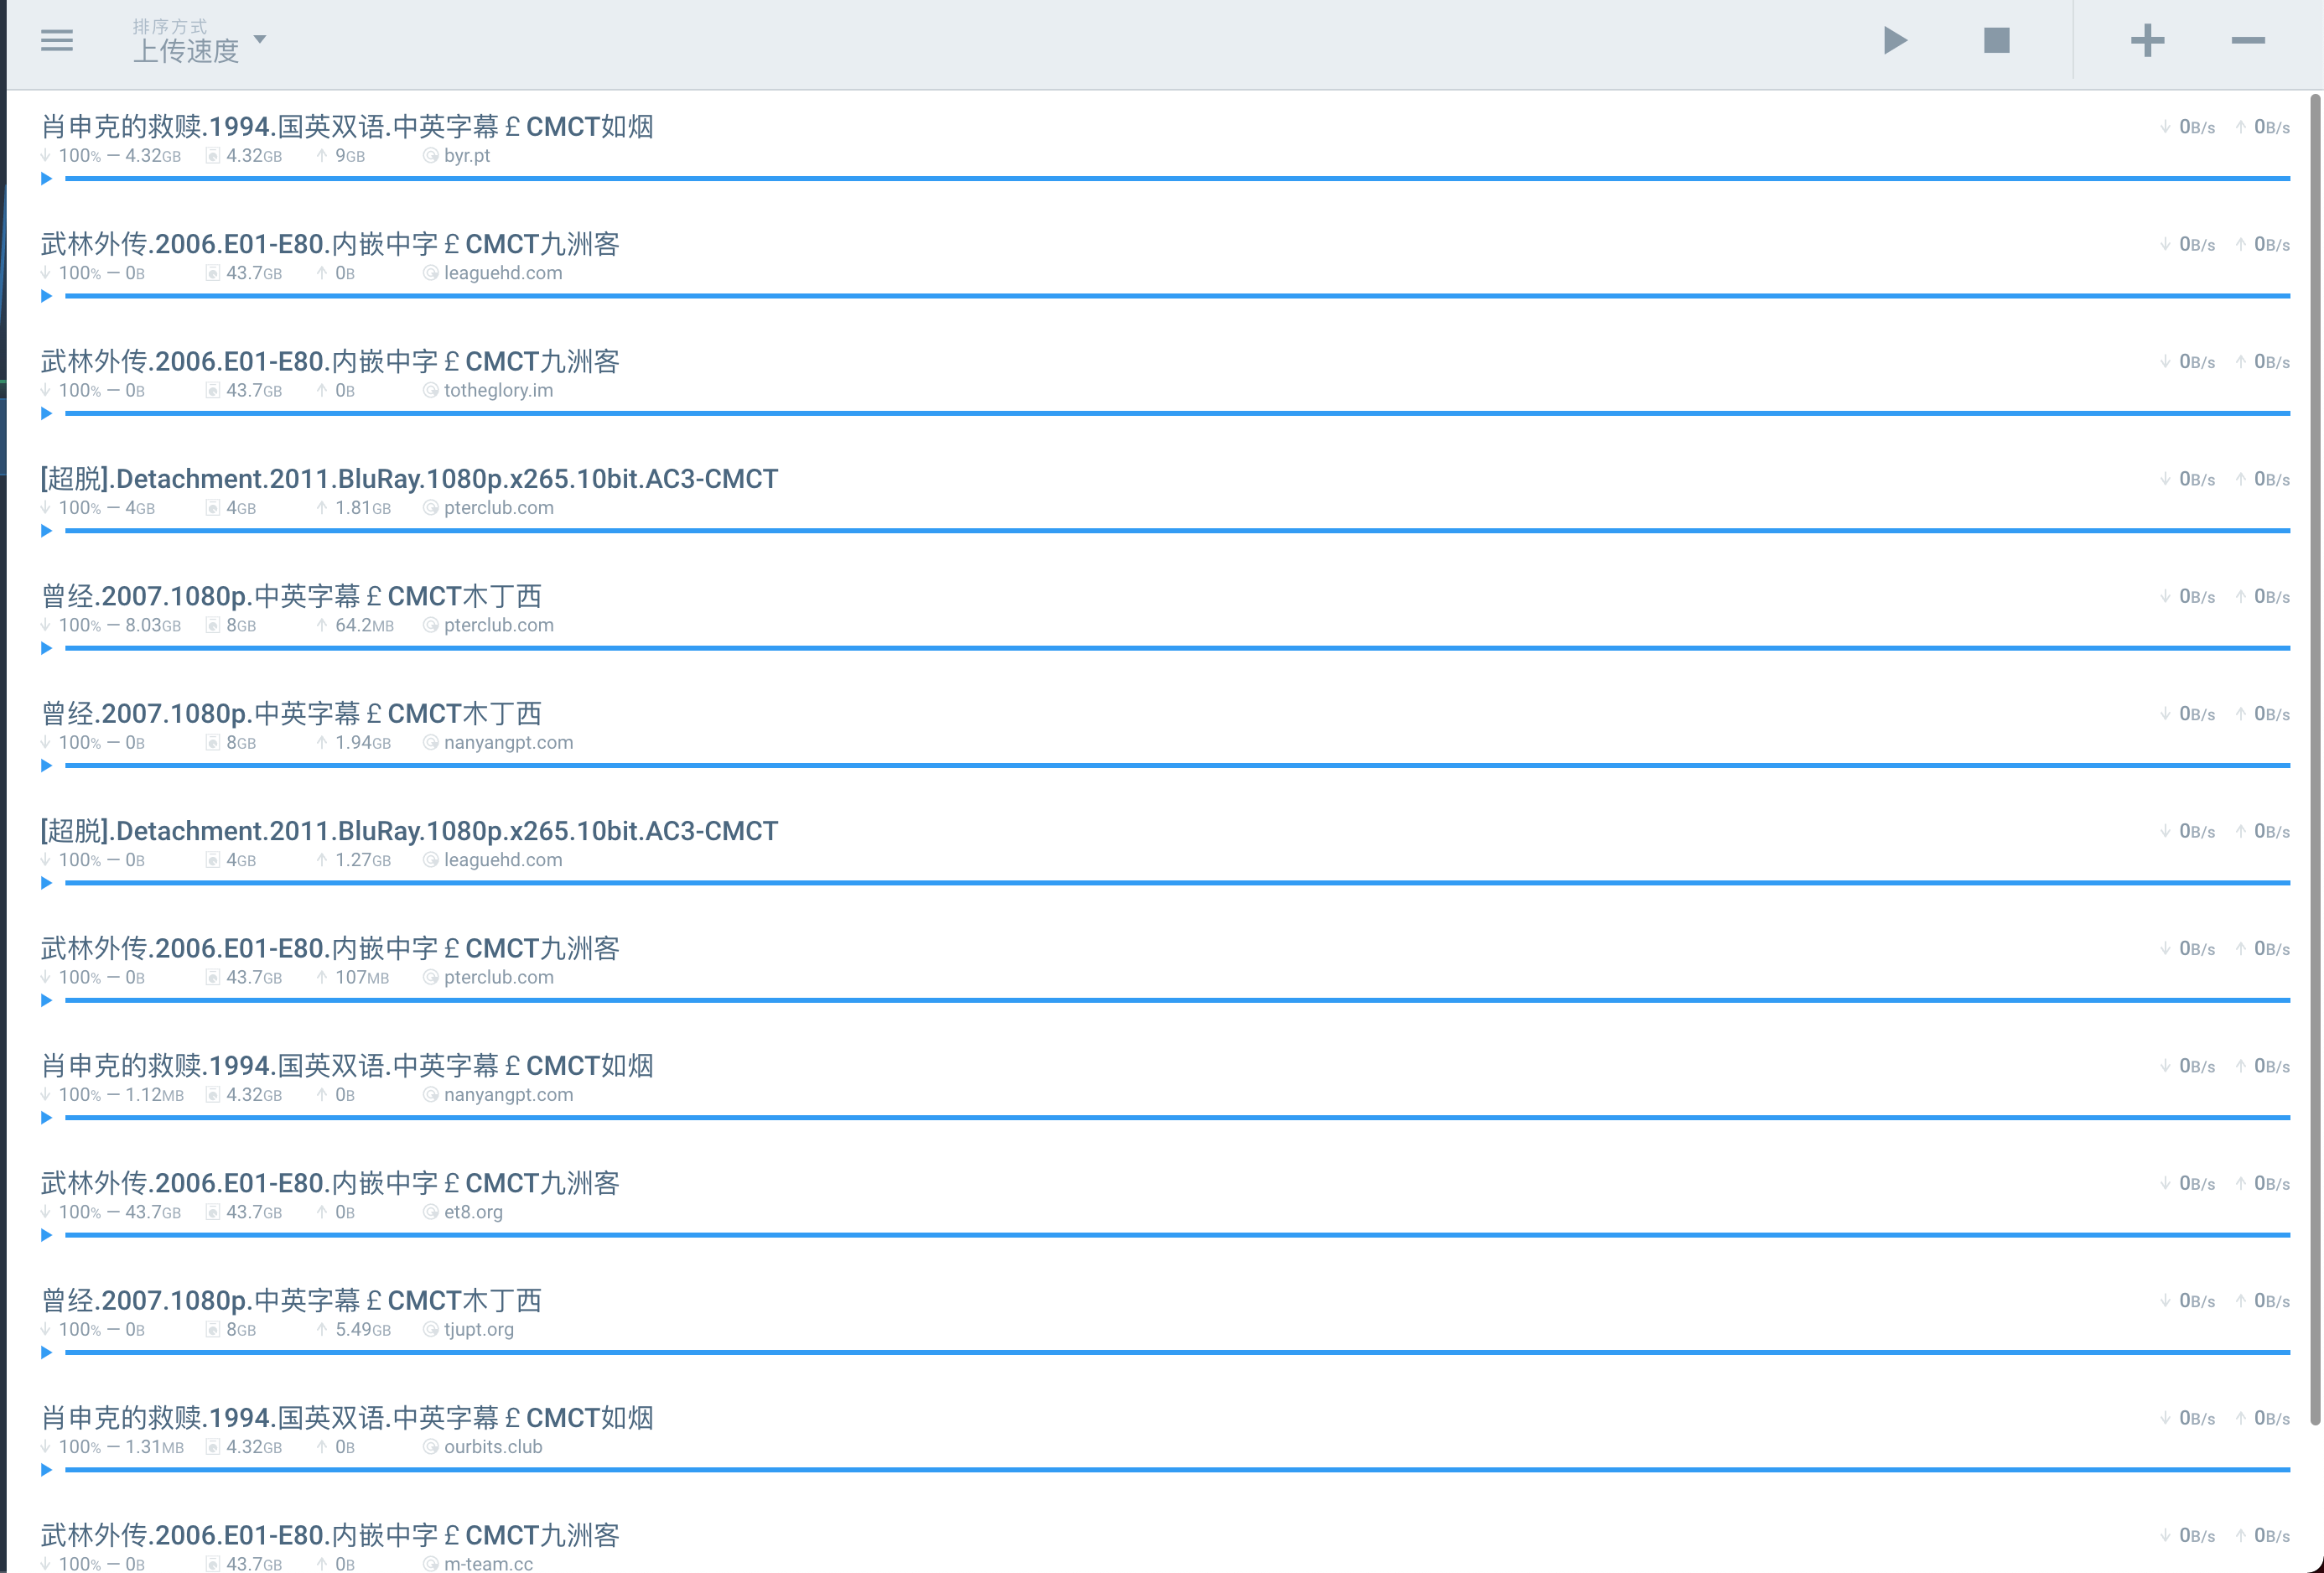 排序方式
上传速度
肖申克的救赎.1994.国英双语.中英字幕￡CMCT如烟 0B/s 0B/s
100% — 4.32GB 4.32GB 9GB byr.pt
武林外传.2006.E01-E80.内嵌中字￡CMCT九洲客 0B/s 0B/s
100% — 0B 43.7GB 0B leaguehd.com
武林外传.2006.E01-E80.内嵌中字￡CMCT九洲客 0B/s 0B/s
100% — 0B 43.7GB 0B totheglory.im
[超脱].Detachment.2011.BluRay.1080p.x265.10bit.AC3-CMCT 0B/s 0B/s
100% — 4GB 4GB 1.81GB pterclub.com
曾经.2007.1080p.中英字幕￡CMCT木丁西 0B/s 0B/s
100% — 8.03GB 8GB 64.2MB pterclub.com
曾经.2007.1080p.中英字幕￡CMCT木丁西 0B/s 0B/s
100% — 0B 8GB 1.94GB nanyangpt.com
[超脱].Detachment.2011.BluRay.1080p.x265.10bit.AC3-CMCT 0B/s 0B/s
100% — 0B 4GB 1.27GB leaguehd.com
武林外传.2006.E01-E80.内嵌中字￡CMCT九洲客 0B/s 0B/s
100% — 0B 43.7GB 107MB pterclub.com
肖申克的救赎.1994.国英双语.中英字幕￡CMCT如烟 0B/s 0B/s
100% — 1.12MB 4.32GB 0B nanyangpt.com
武林外传.2006.E01-E80.内嵌中字￡CMCT九洲客 0B/s 0B/s
100% — 43.7GB 43.7GB 0B et8.org
曾经.2007.1080p.中英字幕￡CMCT木丁西 0B/s 0B/s
100% — 0B 8GB 5.49GB tjupt.org
肖申克的救赎.1994.国英双语.中英字幕￡CMCT如烟 0B/s 0B/s
100% — 1.31MB 4.32GB 0B ourbits.club
武林外传.2006.E01-E80.内嵌中字￡CMCT九洲客 0B/s 0B/s
100% — 0B 43.7GB 0B m-team.cc